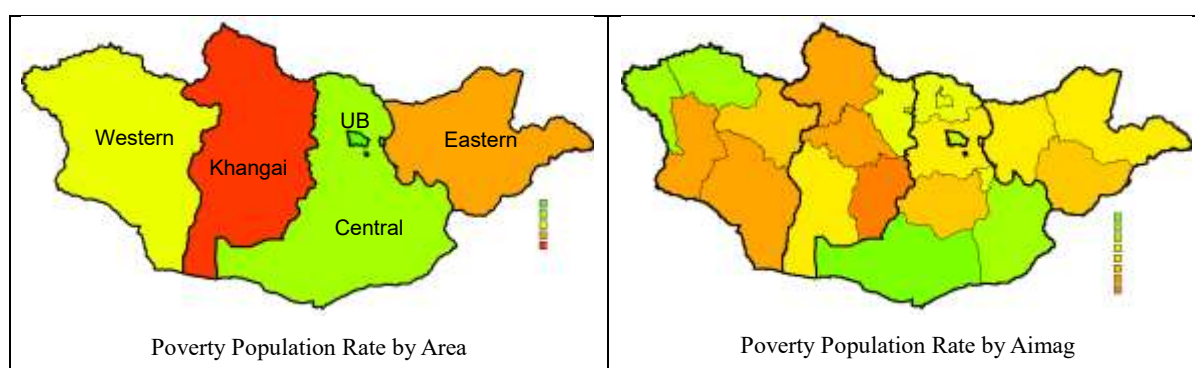 UB
Western
Eastern
Khangai
Central
Poverty Population Rate by Area
Poverty Population Rate by Aimag